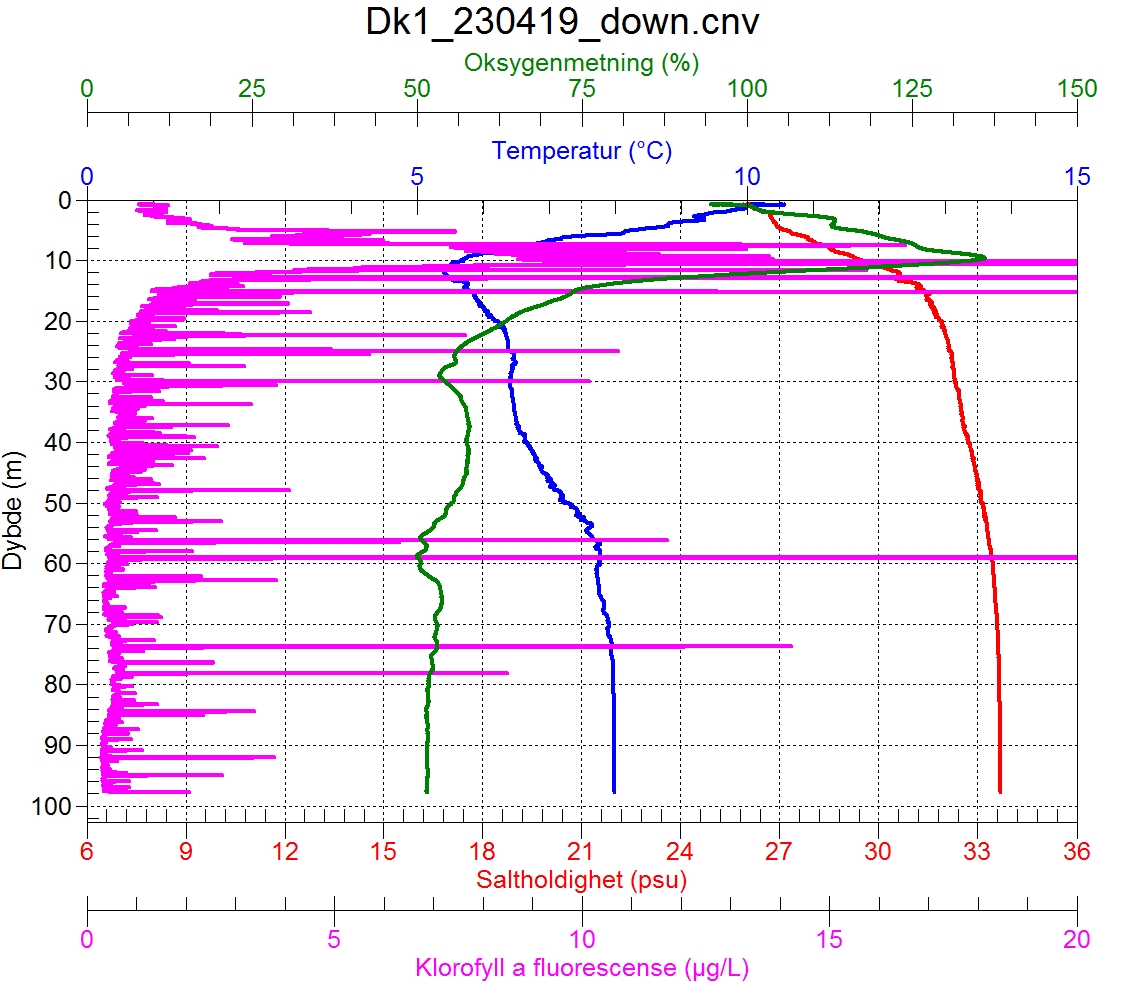 Dk1_230419_down.cnv
Oksygenmetning (%)
0 25 50 75 100 125 150
Temperatur (°C)
0 5 10 15
Dybde (m)
0
10
20
30
40
50
60
70
80
90
100
6 9 12 15 18 21 24 27 30 33 36
Saltholdighet (psu)
0 5 10 15 20
Klorofyll a fluorescense (µg/L)